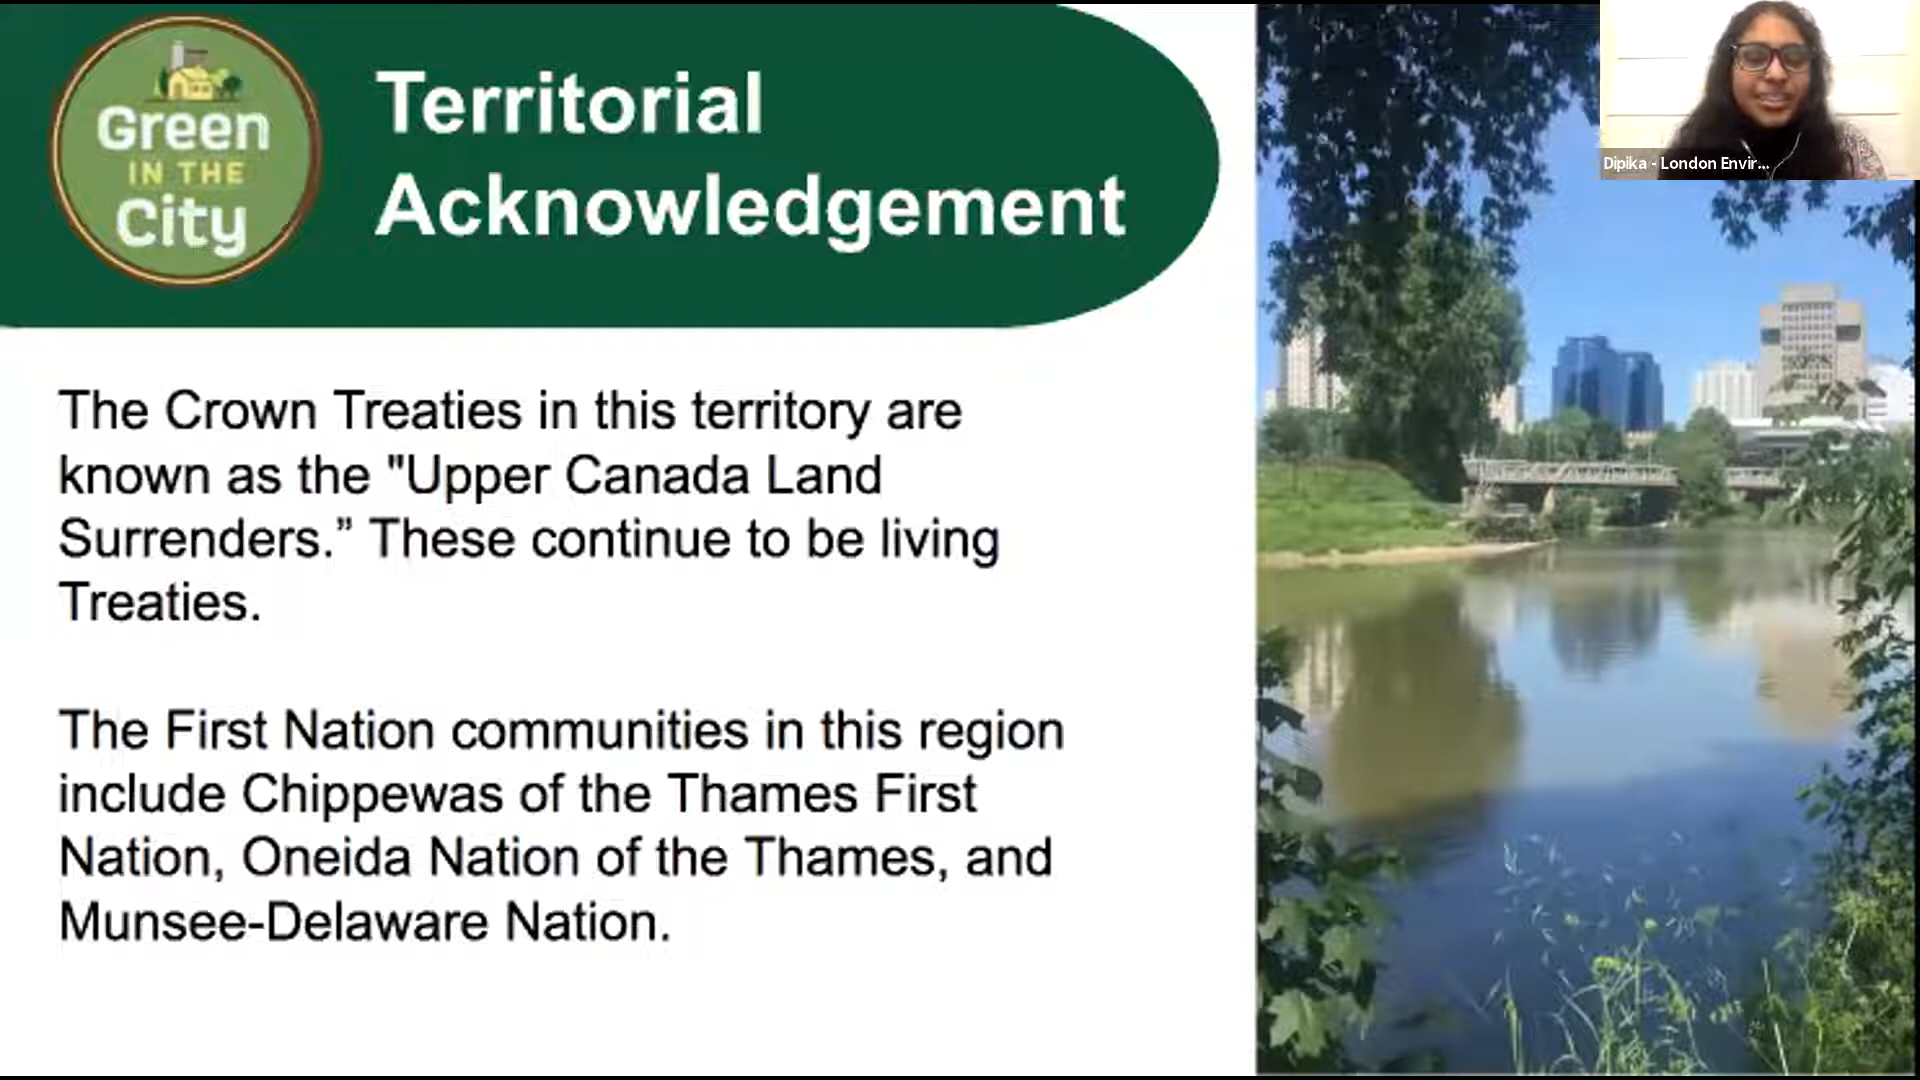 Green
IN THE
City
Territorial
Acknowledgement
Dipika - London Envir...
The Crown Treaties in this territory are
known as the "Upper Canada Land
Surrenders.” These continue to be living
Treaties.
The First Nation communities in this region
include Chippewas of the Thames First
Nation, Oneida Nation of the Thames, and
Munsee-Delaware Nation.